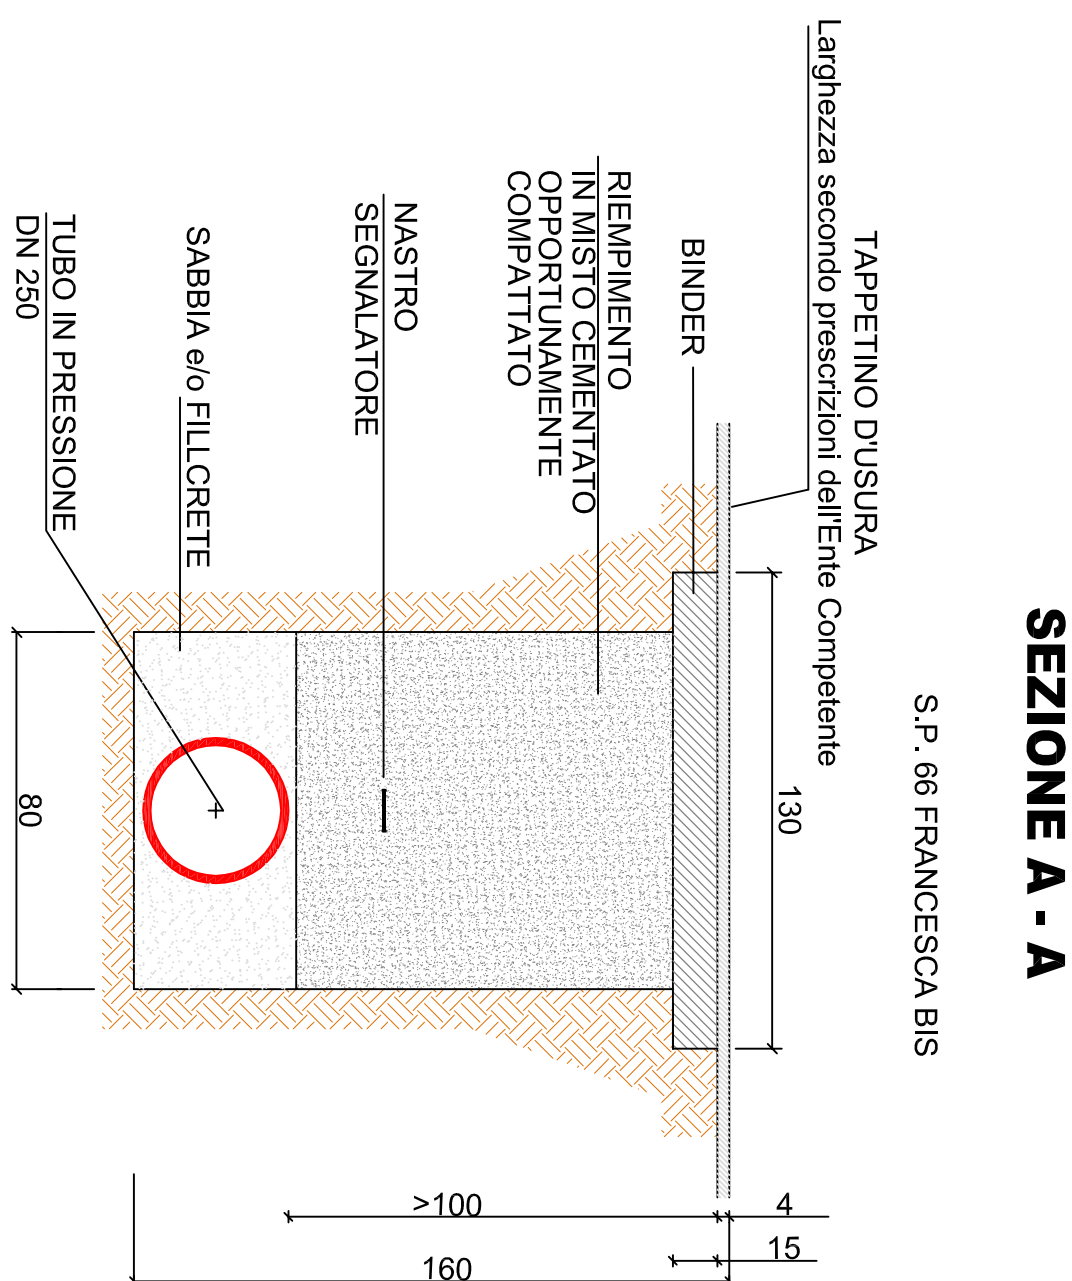 SEZIONE A - A
S.P. 66 FRANCESCA BIS
TAPPETINO D'USURA
Larghezza secondo prescrizioni dell'Ente Competente
130
4
15
BINDER
RIEMPIMENTO
IN MISTO CEMENTATO
OPPORTUNAMENTE
COMPATTATO
>100
160
NASTRO
SEGNALATORE
SABBIA e/o FILLCRETE
TUBO IN PRESSIONE
DN 250
80